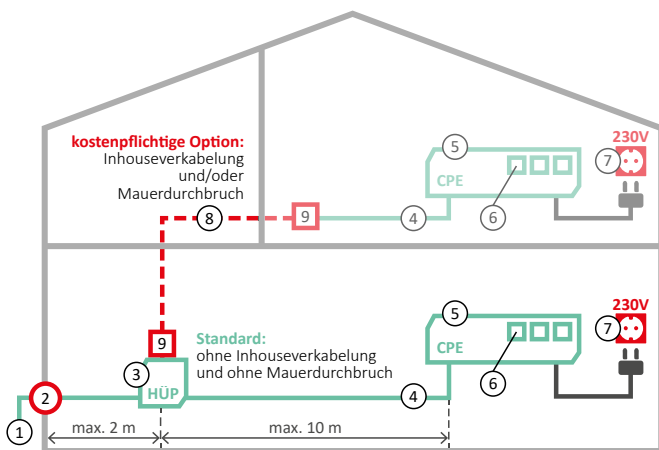 kostenpflichtige Option:
Inhouseverkabelung
und/oder
Mauerdurchbruch
5
CPE
6
230V
7
9
4
8
9
3
HÜP
Standard:
ohne Inhouseverkabelung
und ohne Mauerdurchbruch
5
CPE
6
230V
7
4
2
1
max. 2 m
max. 10 m